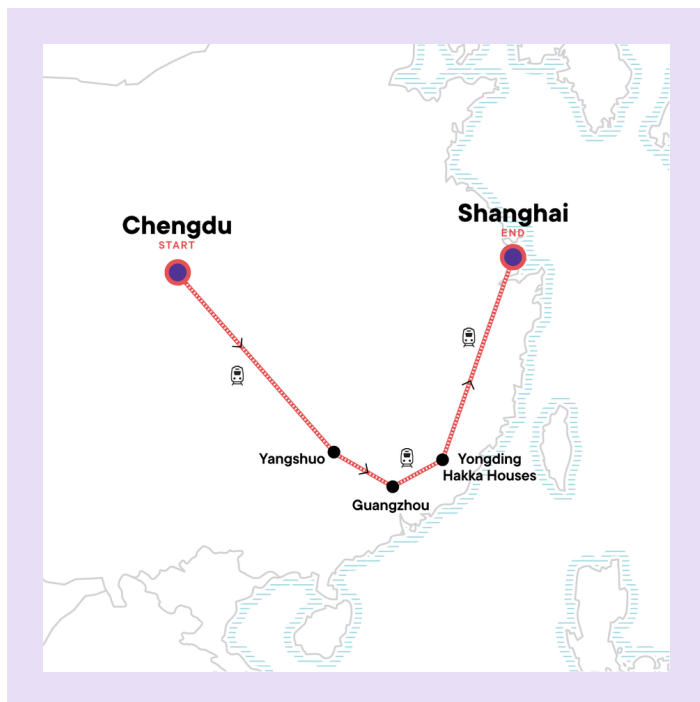 Chengdu
START
Shanghai
END
Yangshuo
Guangzhou
Yongding
Hakka Houses